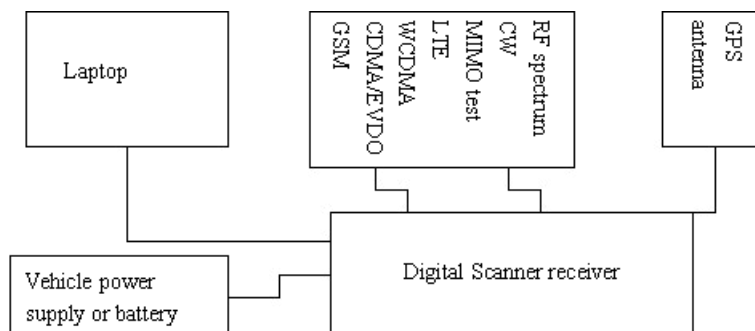 Laptop
GSM
CDMA/EVDO
WCDMA
LTE
MIMO test
CW
RF spectrum
GPS
antenna
Digital Scanner receiver
Vehicle power
supply or battery